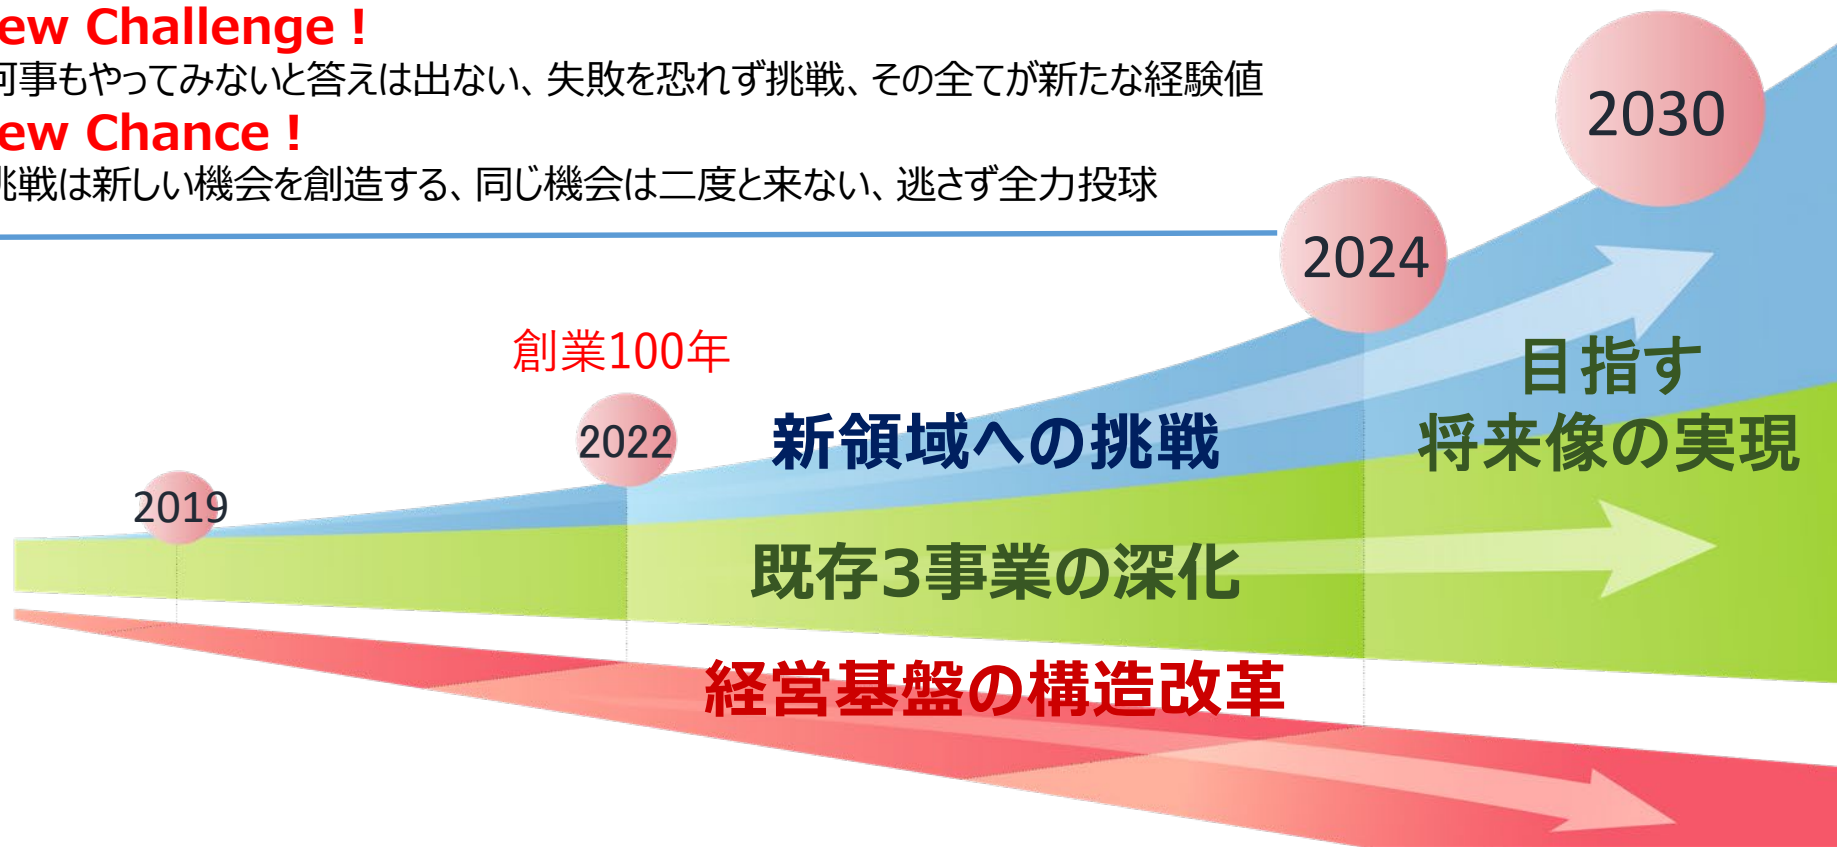 ew Challenge！
何事もやってみないと答えは出ない、失敗を恐れず挑戦、その全てが新たな経験値
ew Chance！
挑戦は新しい機会を創造する、同じ機会は二度と来ない、逃さず全力投球
2030
2024
創業100年
2022
2019
新領域への挑戦
目指す
将来像の実現
既存3事業の深化
経営基盤の構造改革